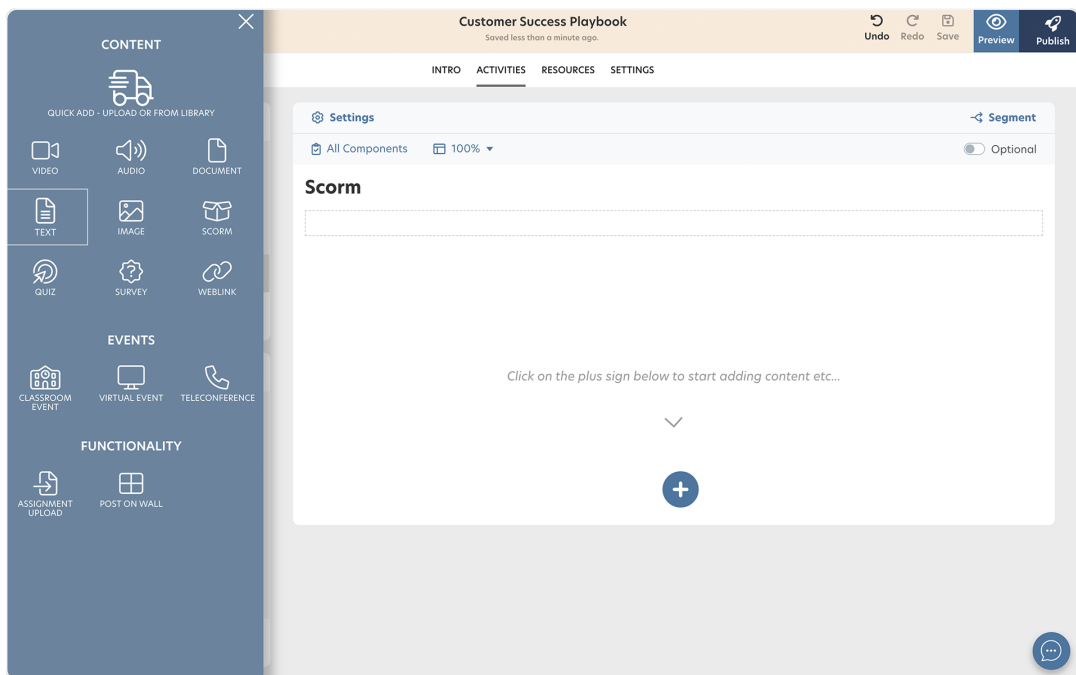 CONTENT
QUICK ADD - UPLOAD OR FROM LIBRARY
VIDEO
AUDIO
DOCUMENT
TEXT
IMAGE
SCORM
QUIZ
SURVEY
WEBLINK
EVENTS
CLASSROOM
EVENT
VIRTUAL EVENT
TELECONFERENCE
FUNCTIONALITY
ASSIGNMENT
UPLOAD
POST ON WALL
Customer Success Playbook
Saved less than a minute ago.
Undo
Redo
Save
Preview
Publish
INTRO
ACTIVITIES
RESOURCES
SETTINGS
Settings
Segment
All Components
100%
Optional
Scorm
Click on the plus sign below to start adding content etc...